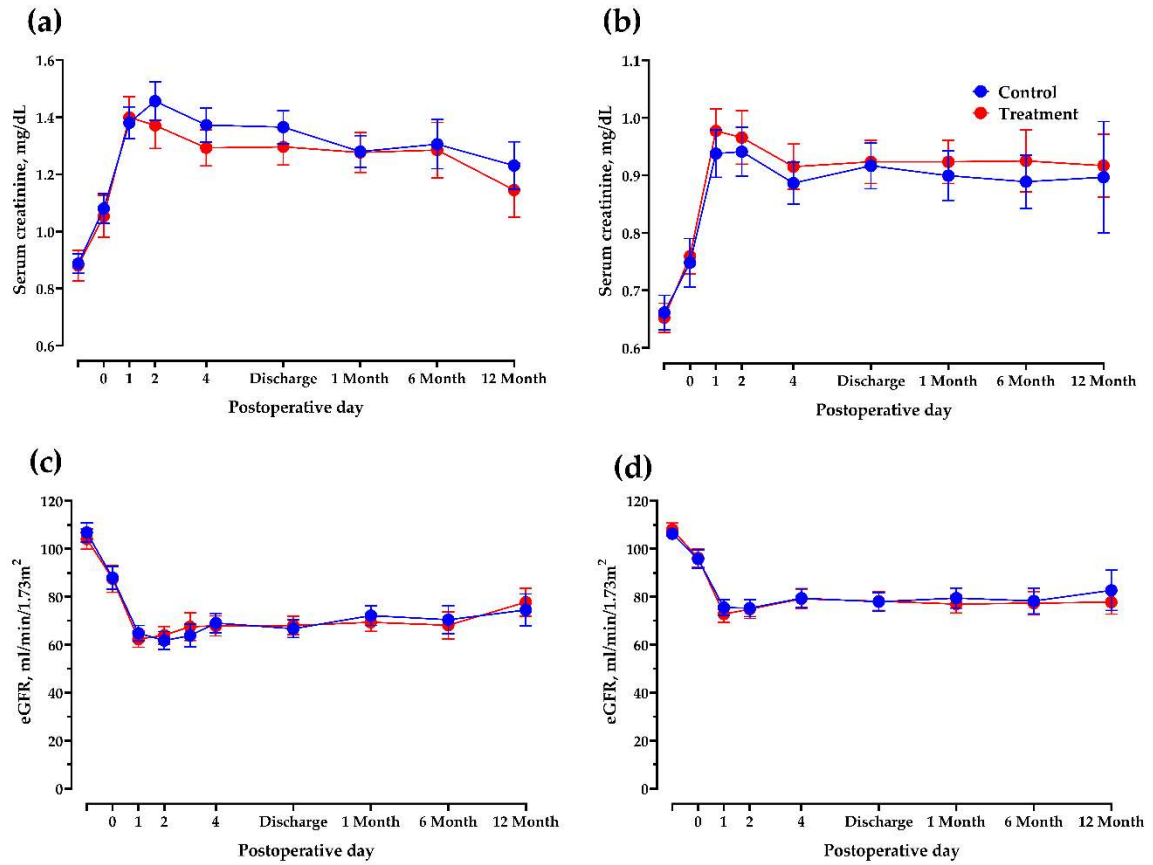 (a)
Serum creatinine, mg/dL
1.6
1.4
1.2
1.0
0.8
0.6
0 1 2 4 Discharge 1 Month 6 Month 12 Month
Postoperative day
(b)
Serum creatinine, mg/dL
1.1
1.0
0.9
0.8
0.7
0.6
Control
Treatment
0 1 2 4 Discharge 1 Month 6 Month 12 Month
Postoperative day
(c)
eGFR, ml/min/1.73m²
120
100
80
60
40
20
0
0 1 2 4 Discharge 1 Month 6 Month 12 Month
Postoperative day
(d)
eGFR, ml/min/1.73m²
120
100
80
60
40
20
0
0 1 2 4 Discharge 1 Month 6 Month 12 Month
Postoperative day